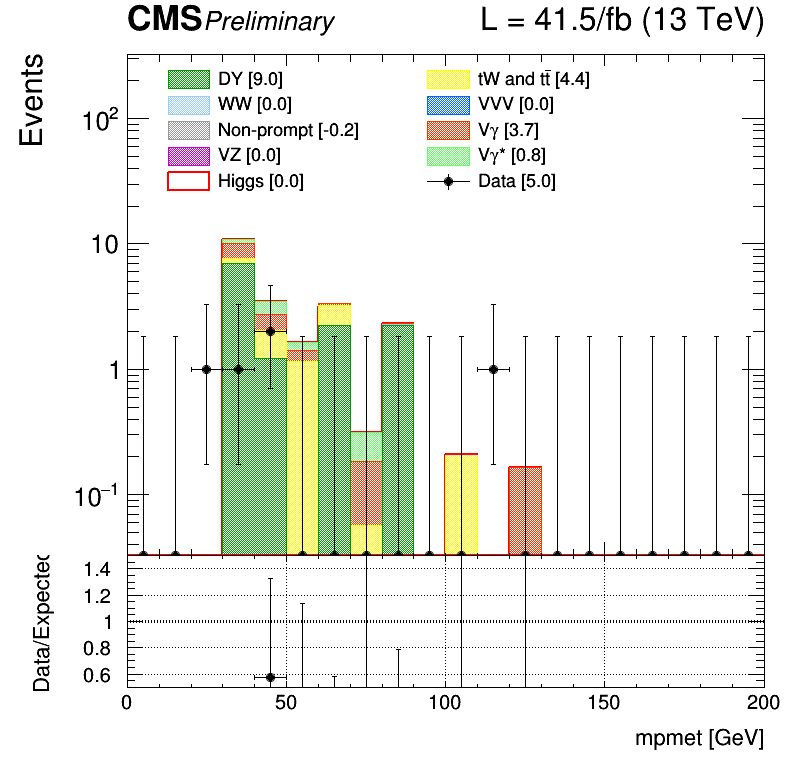 CMS Preliminary L = 41.5/fb (13 TeV)
Events
DY [9.0] tW and tt̄ [4.4]
WW [0.0] VVV [0.0]
Non-prompt [-0.2] Vγ [3.7]
VZ [0.0] Vγ* [0.8]
Higgs [0.0] Data [5.0]
10²
10
1
10⁻¹
Data/Expected
1.4
1.2
1
0.8
0.6
0 50 100 150 200
mpmet [GeV]